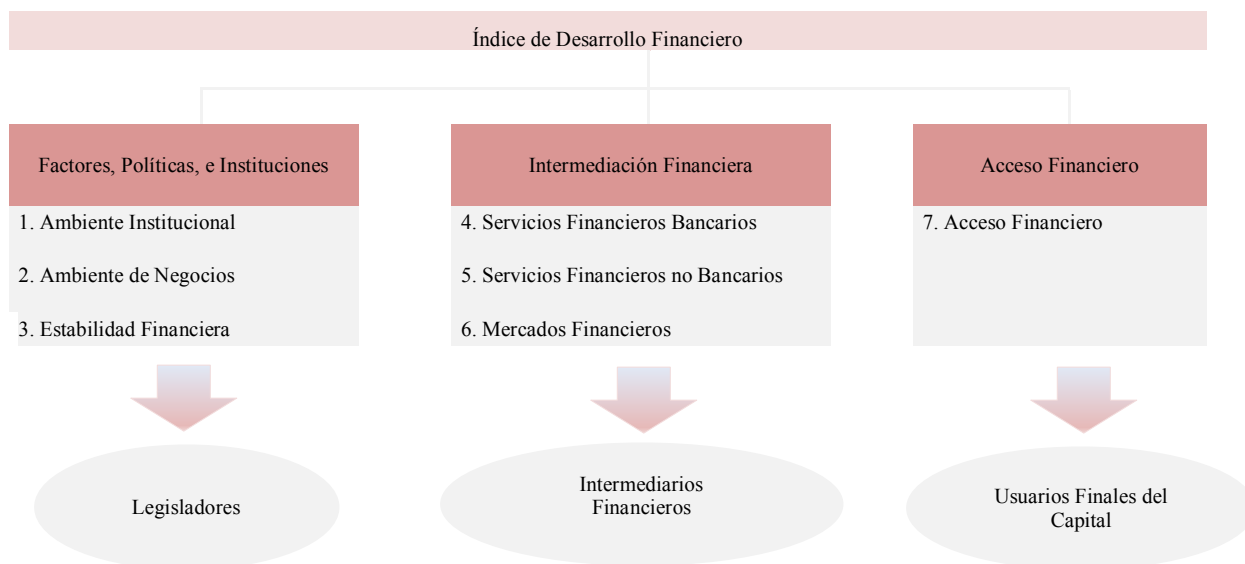 Índice de Desarrollo Financiero
Factores, Políticas, e Instituciones
1. Ambiente Institucional
2. Ambiente de Negocios
3. Estabilidad Financiera
Legisladores
Intermediación Financiera
4. Servicios Financieros Bancarios
5. Servicios Financieros no Bancarios
6. Mercados Financieros
Intermediarios
Financieros
Acceso Financiero
7. Acceso Financiero
Usuarios Finales del
Capital